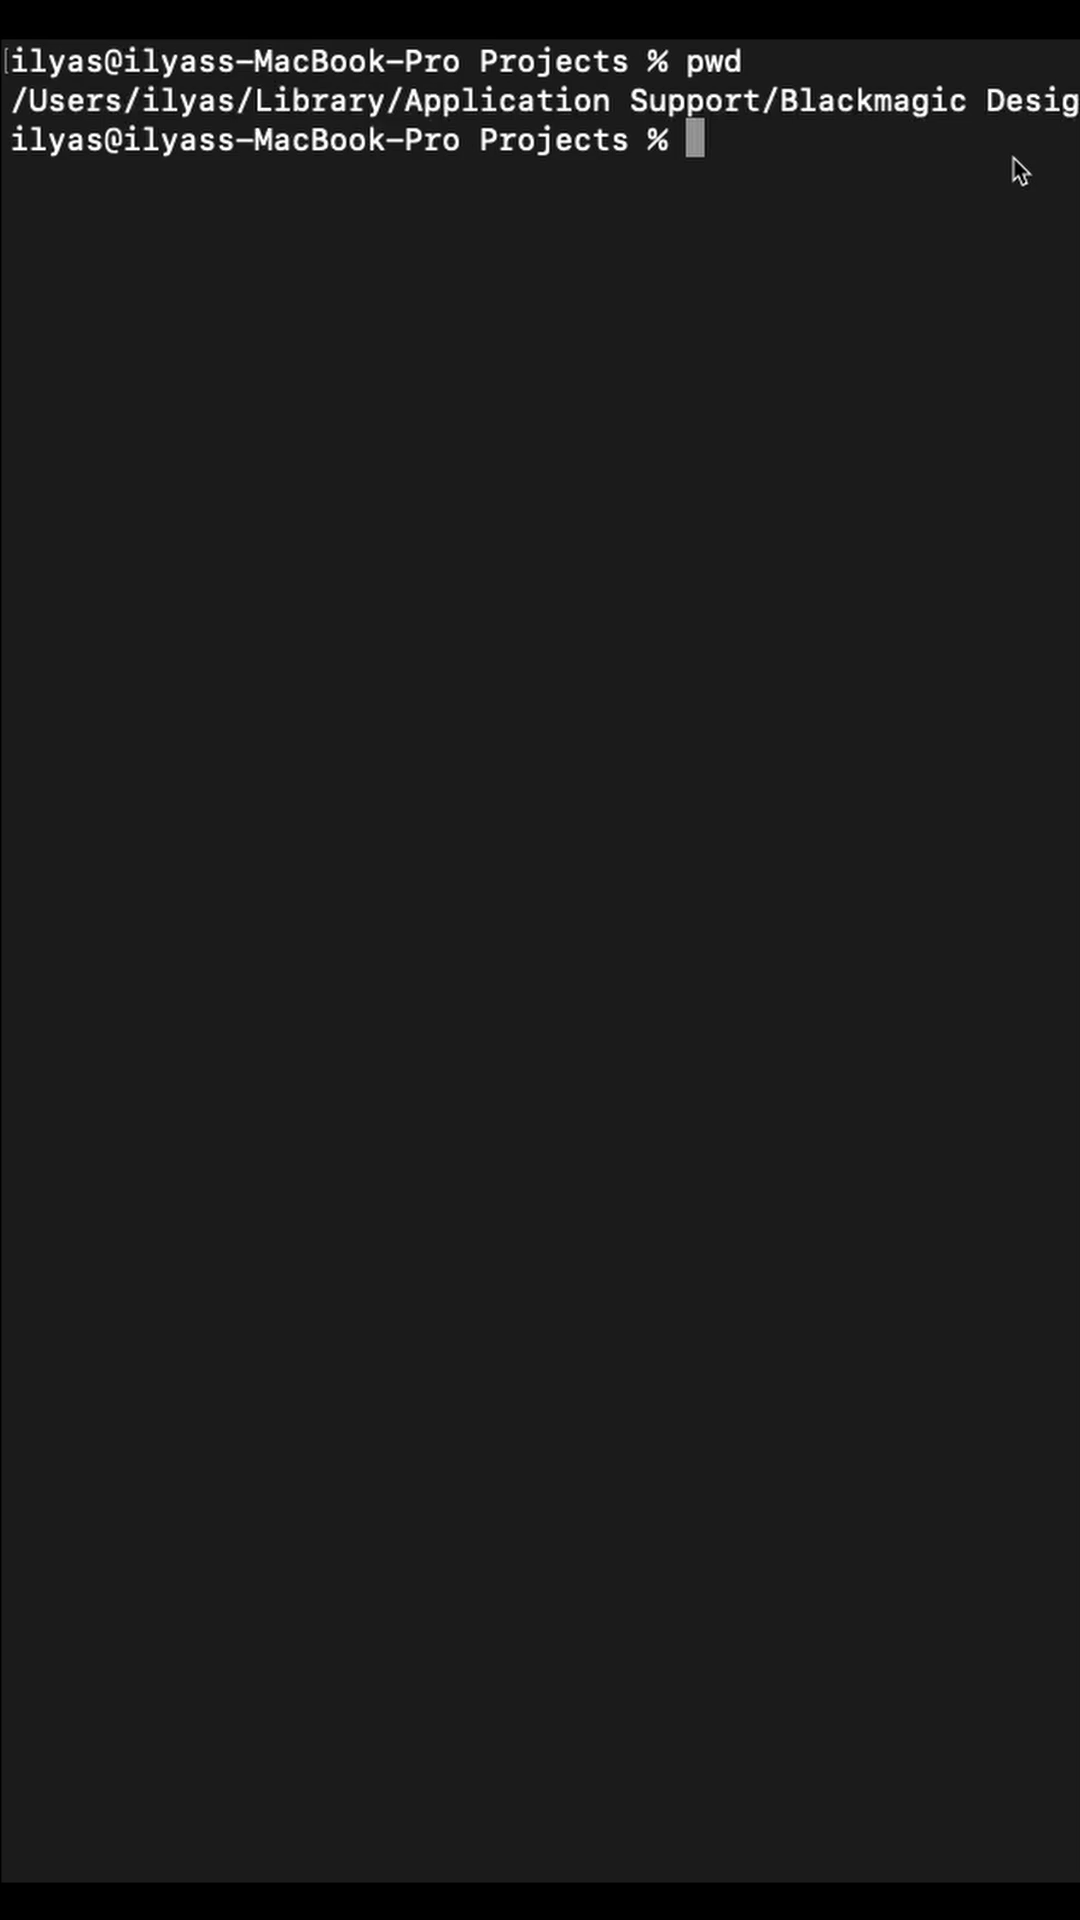 ilyas@ilyass-MacBook-Pro Projects % pwd
/Users/ilyas/Library/Application Support/Blackmagic Desig
ilyas@ilyass-MacBook-Pro Projects %